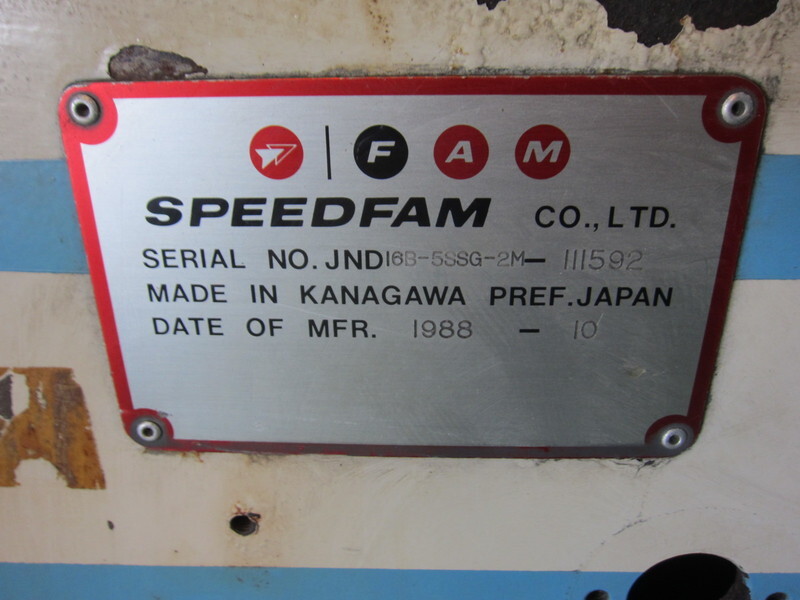 F A M
SPEEDFAM CO., LTD.
SERIAL NO. JND16B-5SSG-2M- 111592
MADE IN KANAGAWA PREF. JAPAN
DATE OF MFR. 1988 - 10